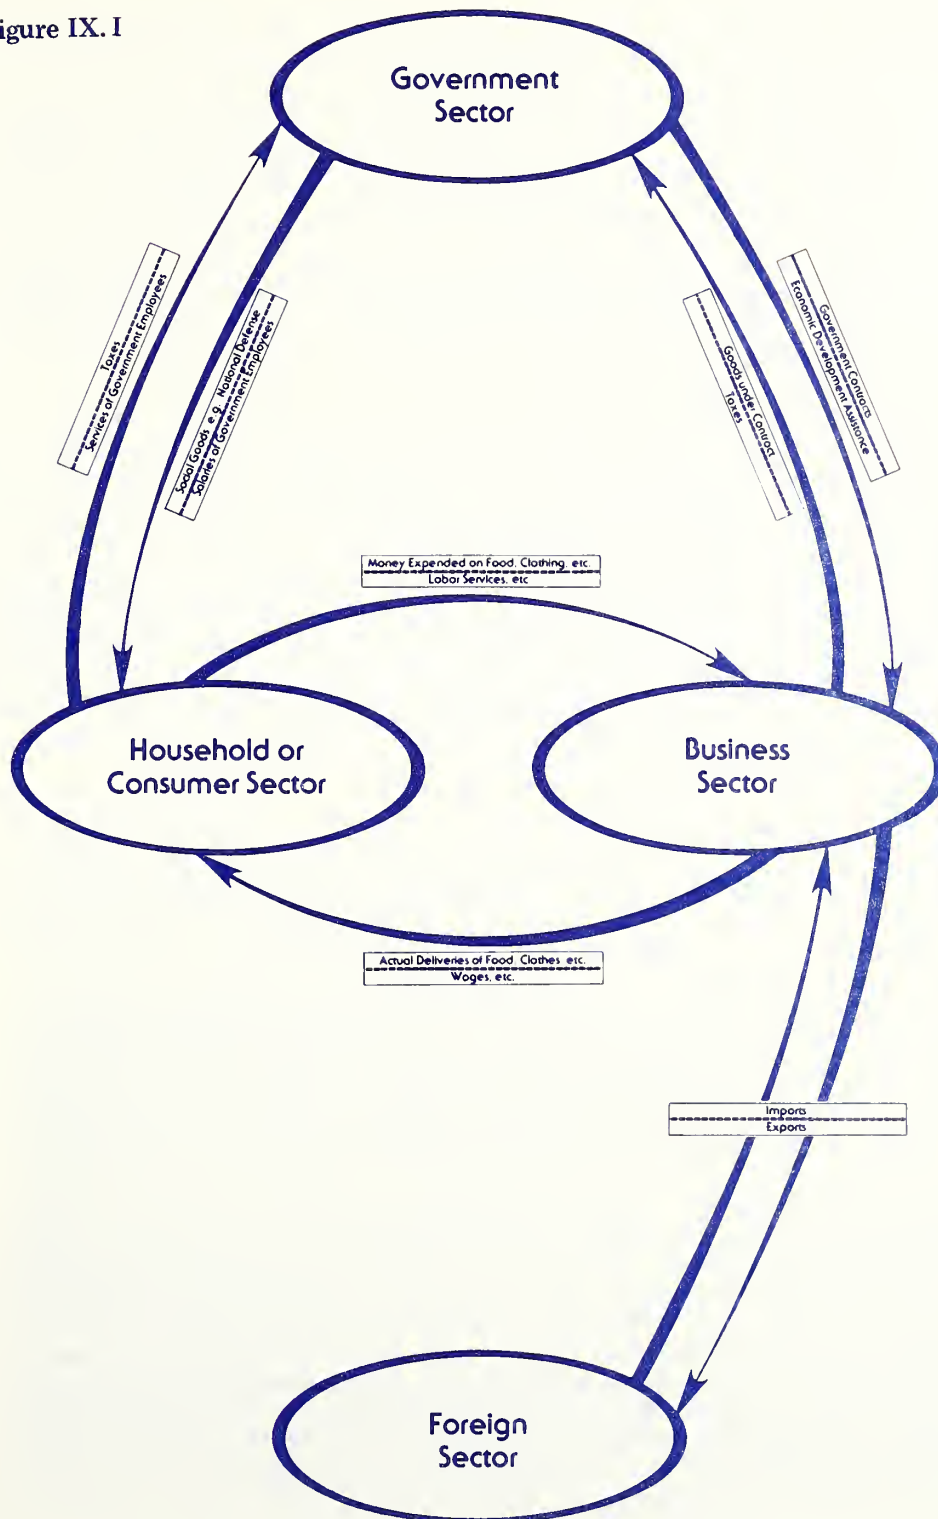 igure IX. I
Government
Sector
Taxes
Services of Government Employees
Social Goods e.g. National Defense
Salaries of Government Employees
Goods under Contract
Taxes
Government Contracts
Economic Development Assistance
Money Expended on Food, Clothing, etc.
Labor Services, etc
Household or
Consumer Sector
Business
Sector
Actual Deliveries of Food, Clothes etc.
Wages, etc.
Imports
Exports
Foreign
Sector